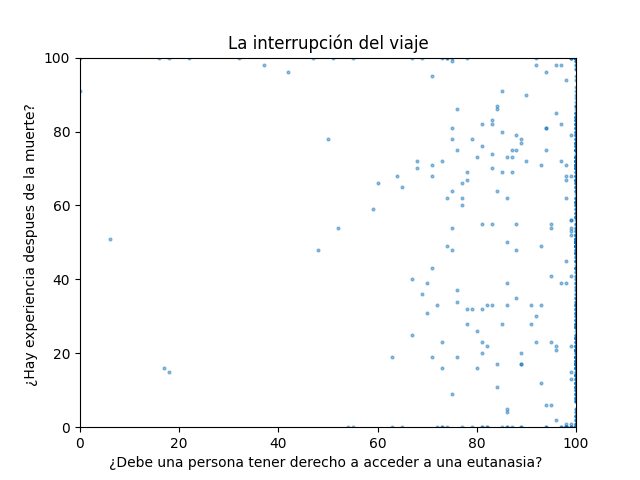 La interrupción del viaje
100
80
60
40
20
0
¿Hay experiencia despues de la muerte?
0 20 40 60 80 100
¿Debe una persona tener derecho a acceder a una eutanasia?